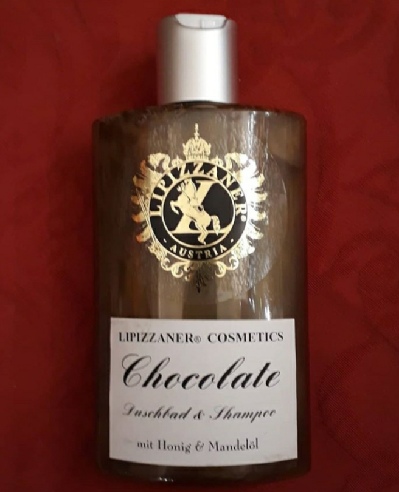 LIPIZZANER®
AUSTRIA
LIPIZZANER® COSMETICS
Chocolate
Duschbad & Shampoo
mit Honig & Mandelöl